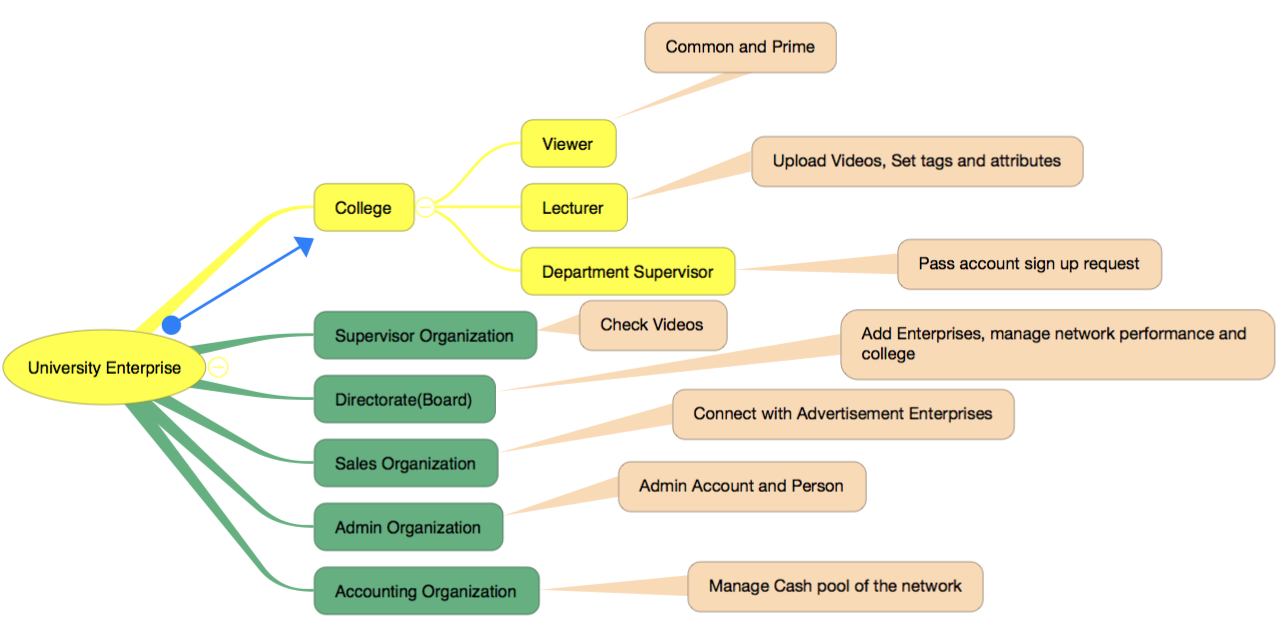 Common and Prime
Viewer
Upload Videos, Set tags and attributes
College
Lecturer
Department Supervisor
Pass account sign up request
Supervisor Organization
Check Videos
Add Enterprises, manage network performance and
college
University Enterprise
Directorate(Board)
Connect with Advertisement Enterprises
Sales Organization
Admin Account and Person
Admin Organization
Accounting Organization
Manage Cash pool of the network